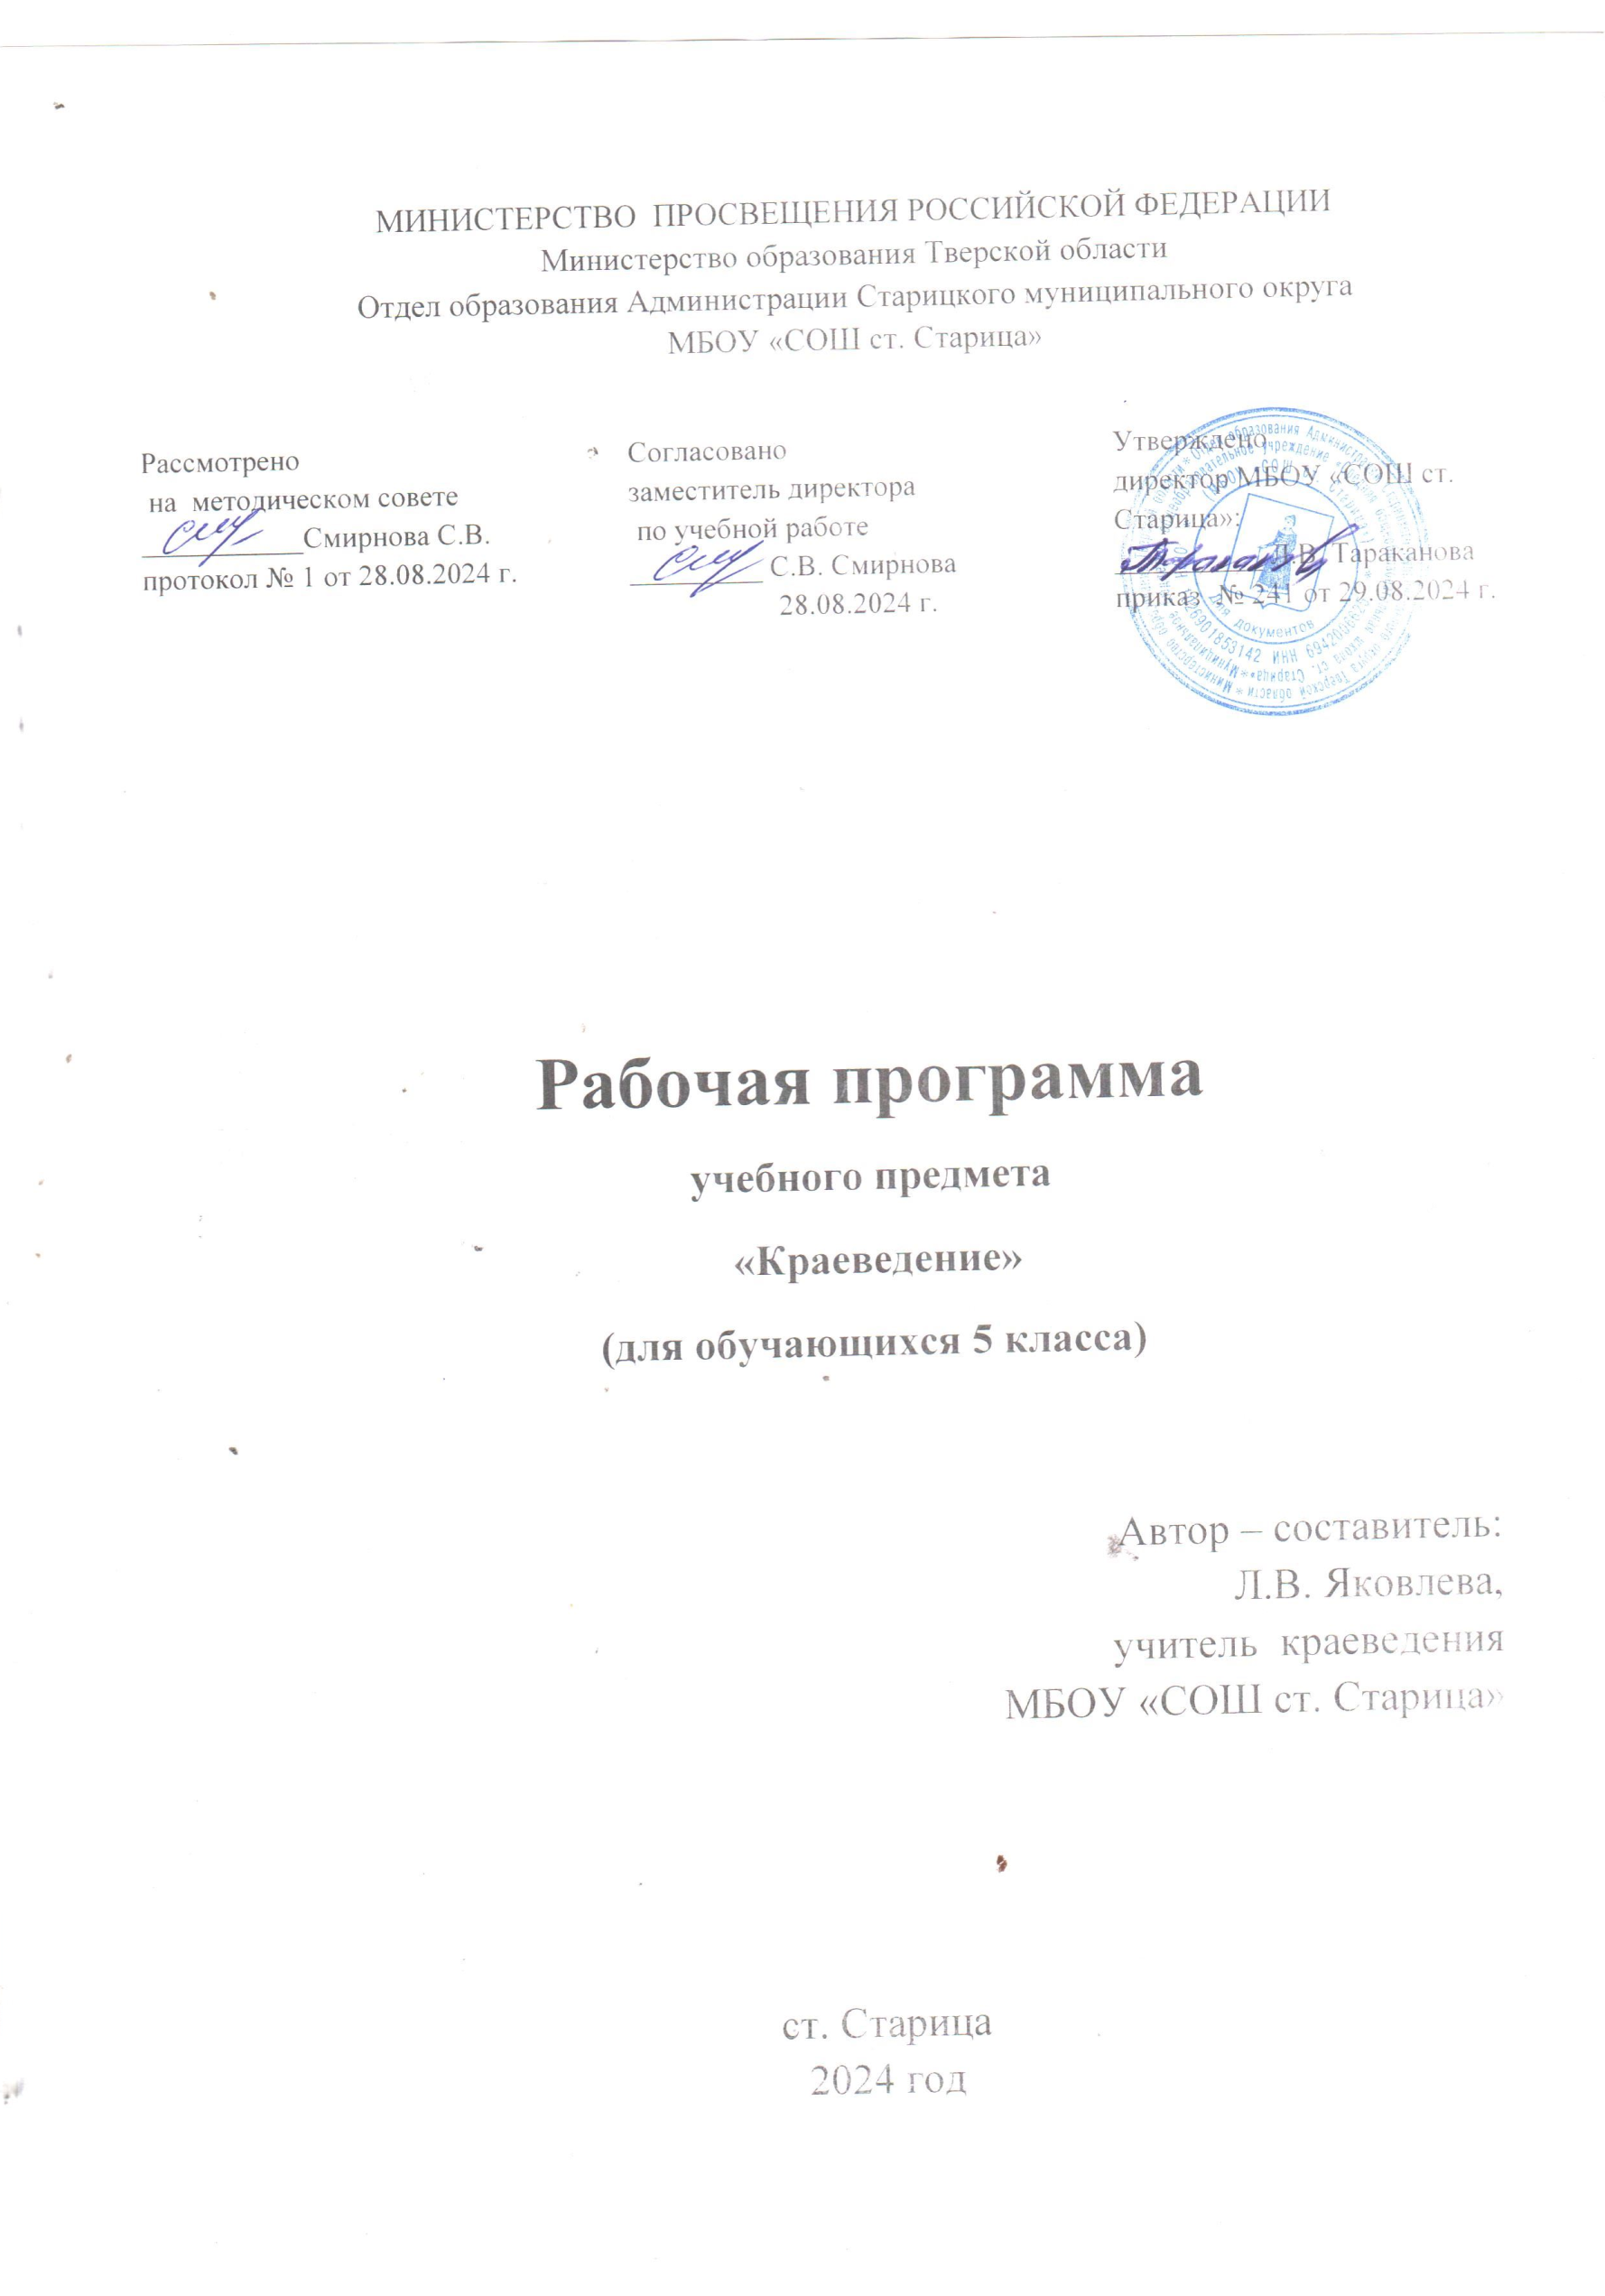 МИНИСТЕРСТВО ПРОСВЕЩЕНИЯ РОССИЙСКОЙ ФЕДЕРАЦИИ
Министерство образования Тверской области
Отдел образования Администрации Старицкого муниципального округа
МБОУ «СОШ ст. Старица»
Рассмотрено
на методическом совете
Смирнова С.В.
протокол № 1 от 28.08.2024 г.
Согласовано
заместитель директора
по учебной работе
С.В. Смирнова
28.08.2024 г.
Утверждено
директор МБОУ «СОШ ст.
Старица»:
Тараканова
приказ № 241 от 29.08.2024 г.
для документов
Рабочая программа
учебного предмета
«Краеведение»
(для обучающихся 5 класса)
Автор – составитель:
Л.В. Яковлева,
учитель краеведения
МБОУ «СОШ ст. Старица»
ст. Старица
2024 год